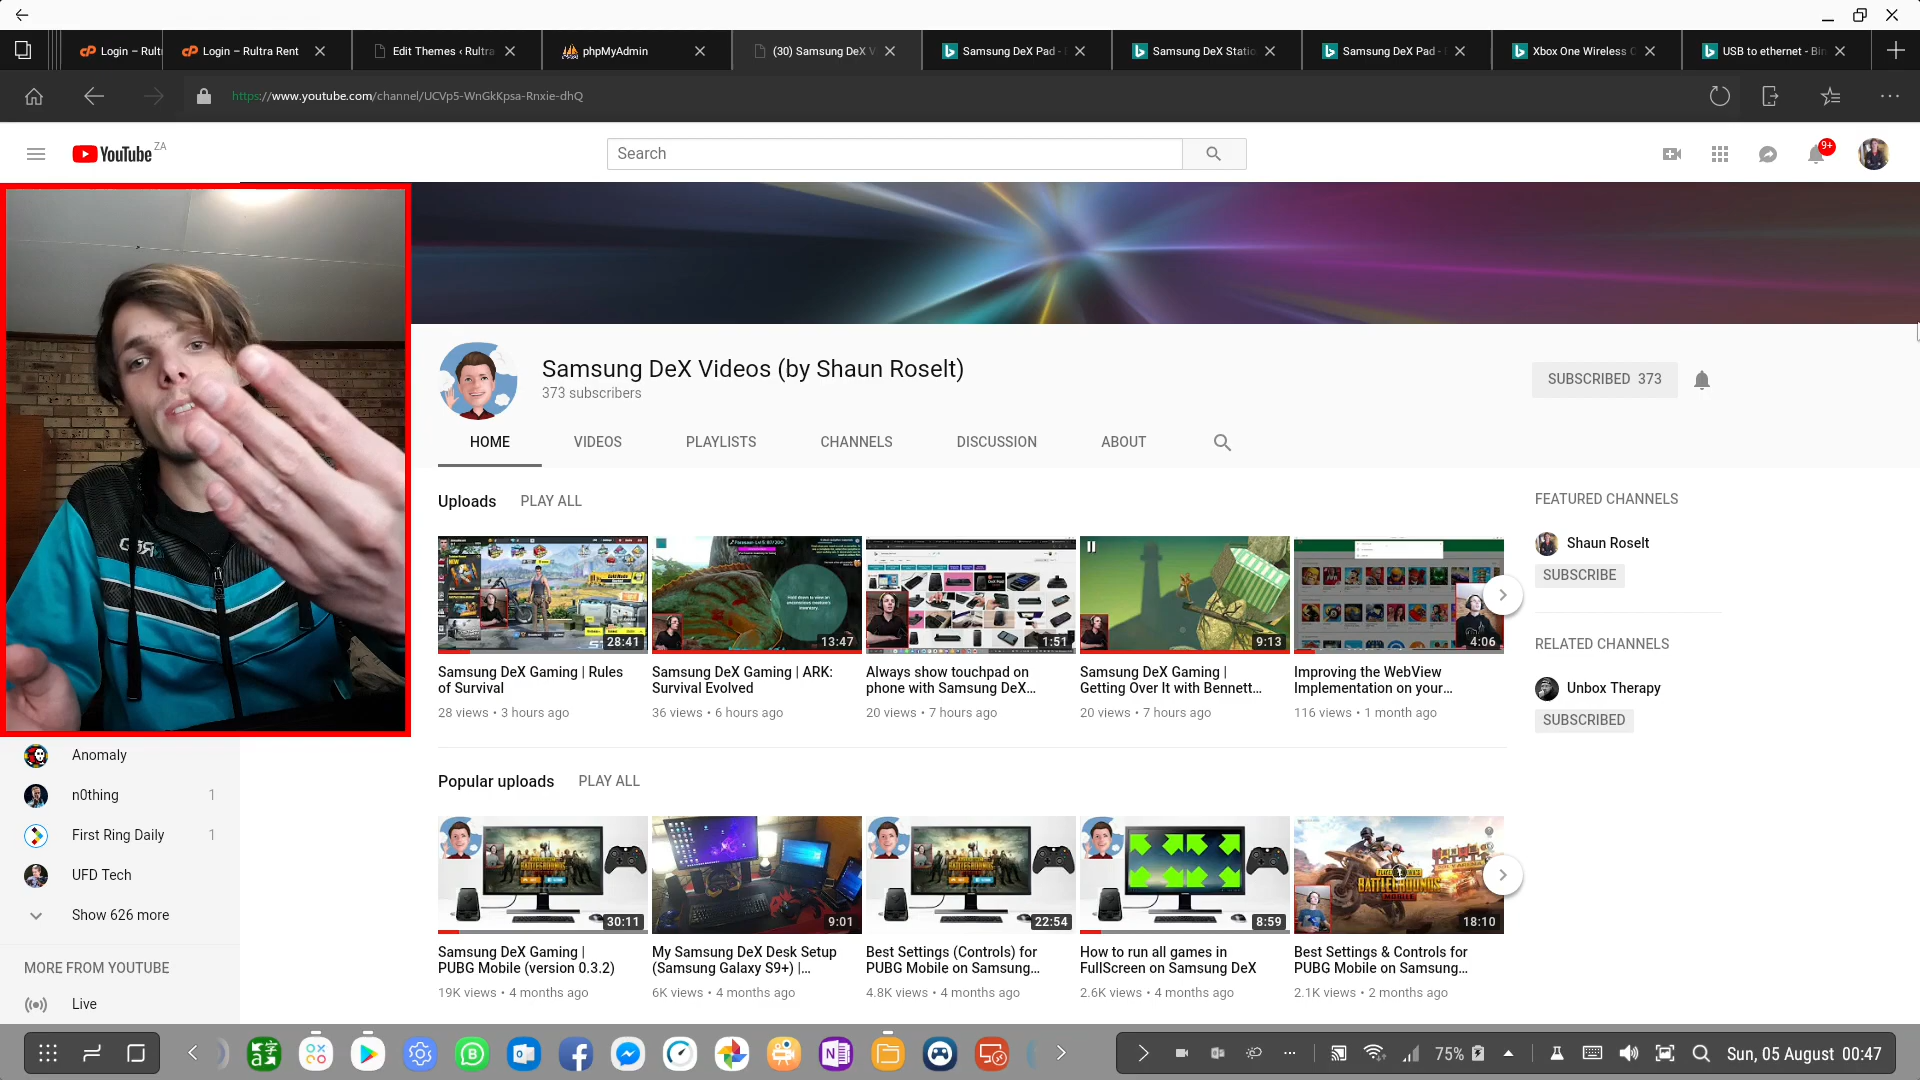 Login – Rult
Login – Rultra Rent
Edit Themes ‹ Rultra
phpMyAdmin
(30) Samsung DeX V
Samsung DeX Pad -
Samsung DeX Statio
Samsung DeX Pad -
Xbox One Wireless C
USB to ethernet - Bin
https://www.youtube.com/channel/UCVp5-WnGkKpsa-Rnxie-dhQ
YouTube ZA
Search
9+
Samsung DeX Videos (by Shaun Roselt)
373 subscribers
SUBSCRIBED 373
HOME
VIDEOS
PLAYLISTS
CHANNELS
DISCUSSION
ABOUT
Uploads PLAY ALL
28:41
13:47
1:51
9:13
4:06
Samsung DeX Gaming | Rules
of Survival
28 views • 3 hours ago
Samsung DeX Gaming | ARK:
Survival Evolved
36 views • 6 hours ago
Always show touchpad on
phone with Samsung DeX...
20 views • 7 hours ago
Samsung DeX Gaming |
Getting Over It with Bennett...
20 views • 7 hours ago
Improving the WebView
Implementation on your...
116 views • 1 month ago
FEATURED CHANNELS
Shaun Roselt
SUBSCRIBE
RELATED CHANNELS
Unbox Therapy
SUBSCRIBED
Anomaly
n0thing 1
First Ring Daily 1
UFD Tech
Show 626 more
MORE FROM YOUTUBE
Live
Popular uploads PLAY ALL
30:11
9:01
22:54
8:59
BATTLEGROUNDS
18:10
Samsung DeX Gaming |
PUBG Mobile (version 0.3.2)
19K views • 4 months ago
My Samsung DeX Desk Setup
(Samsung Galaxy S9+) |...
6K views • 4 months ago
Best Settings (Controls) for
PUBG Mobile on Samsung...
4.8K views • 4 months ago
How to run all games in
FullScreen on Samsung DeX
2.6K views • 4 months ago
Best Settings & Controls for
PUBG Mobile on Samsung...
2.1K views • 2 months ago
75%
Sun, 05 August 00:47